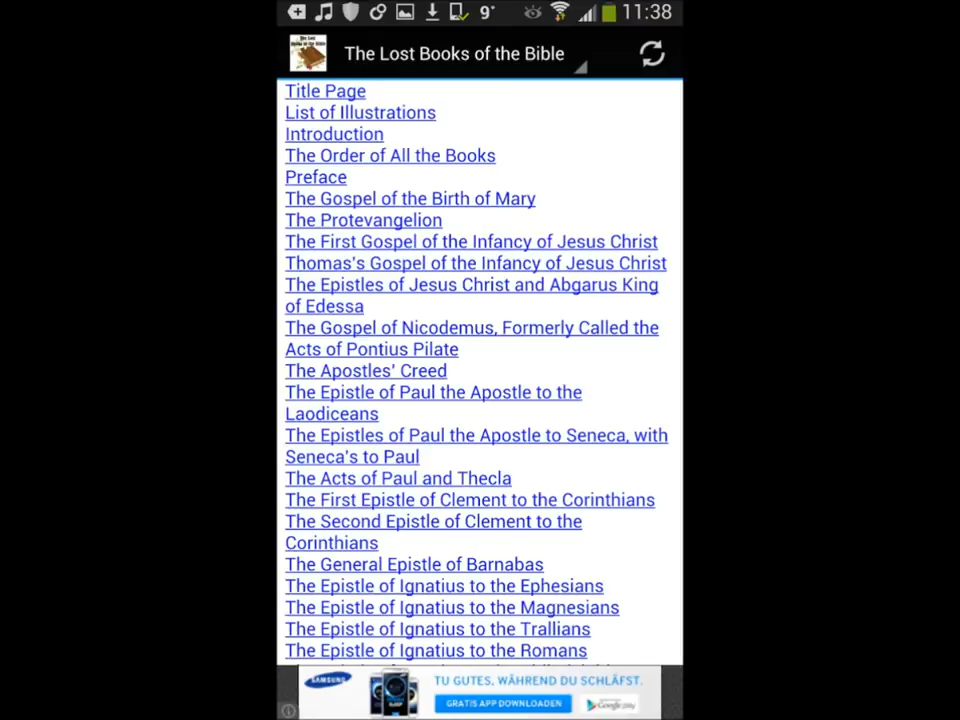 9°
11:38
The Lost Books of the Bible
Title Page
List of Illustrations
Introduction
The Order of All the Books
Preface
The Gospel of the Birth of Mary
The Protevangelion
The First Gospel of the Infancy of Jesus Christ
Thomas's Gospel of the Infancy of Jesus Christ
The Epistles of Jesus Christ and Abgarus King
of Edessa
The Gospel of Nicodemus, Formerly Called the
Acts of Pontius Pilate
The Apostles' Creed
The Epistle of Paul the Apostle to the
Laodiceans
The Epistles of Paul the Apostle to Seneca, with
Seneca's to Paul
The Acts of Paul and Thecla
The First Epistle of Clement to the Corinthians
The Second Epistle of Clement to the
Corinthians
The General Epistle of Barnabas
The Epistle of Ignatius to the Ephesians
The Epistle of Ignatius to the Magnesians
The Epistle of Ignatius to the Trallians
The Epistle of Ignatius to the Romans
SAMSUNG
TU GUTES, WÄHREND DU SCHLÄFST.
GRATIS APP DOWNLOADEN
Google play